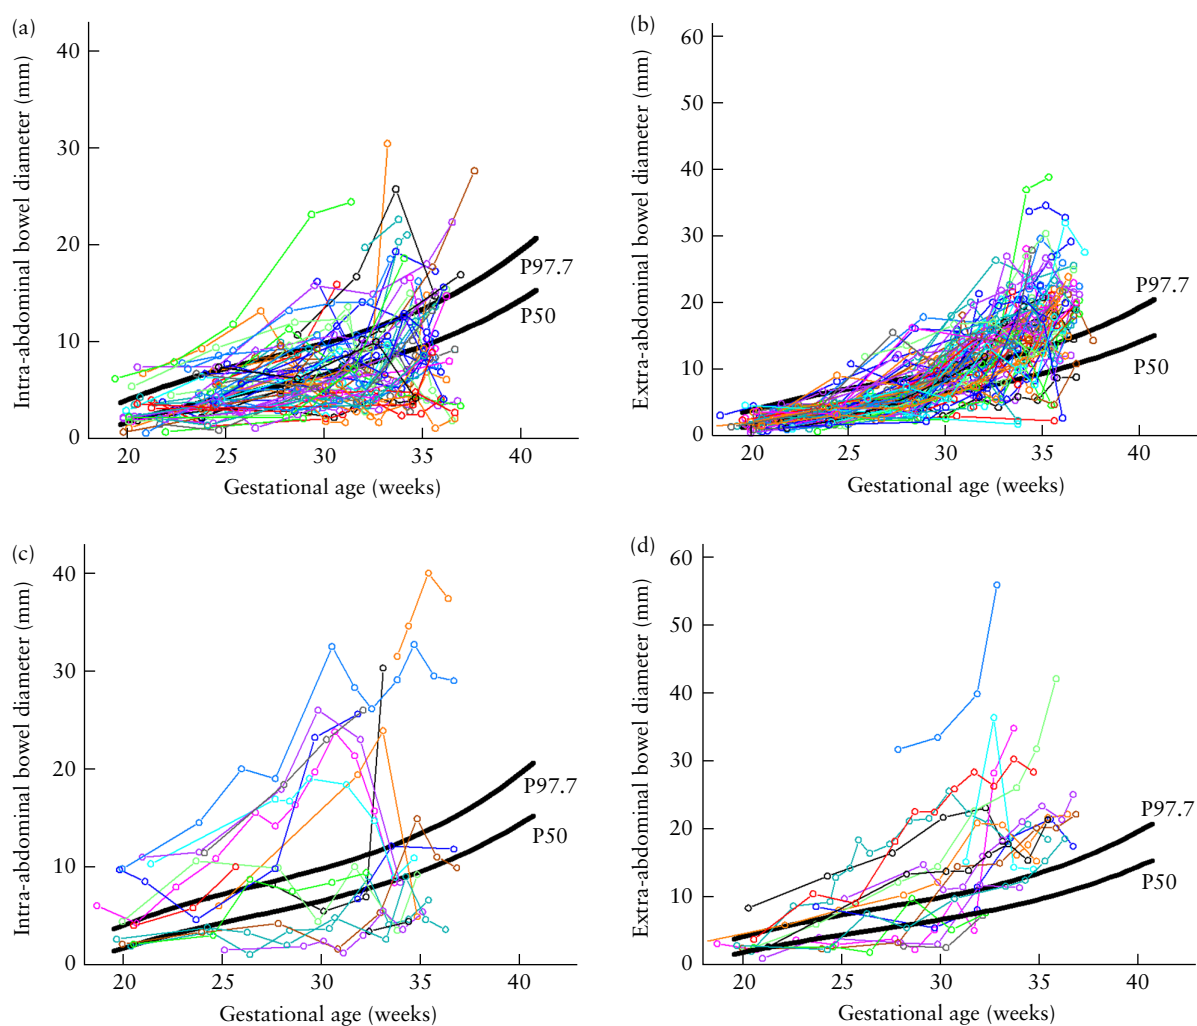 (a)
Intra-abdominal bowel diameter (mm)
40
30
20
10
0
P97.7
P50
20 25 30 35 40
Gestational age (weeks)
(b)
Extra-abdominal bowel diameter (mm)
60
50
40
30
20
10
0
P97.7
P50
20 25 30 35 40
Gestational age (weeks)
(c)
Intra-abdominal bowel diameter (mm)
40
30
20
10
0
P97.7
P50
20 25 30 35 40
Gestational age (weeks)
(d)
Extra-abdominal bowel diameter (mm)
60
50
40
30
20
10
0
P97.7
P50
20 25 30 35 40
Gestational age (weeks)